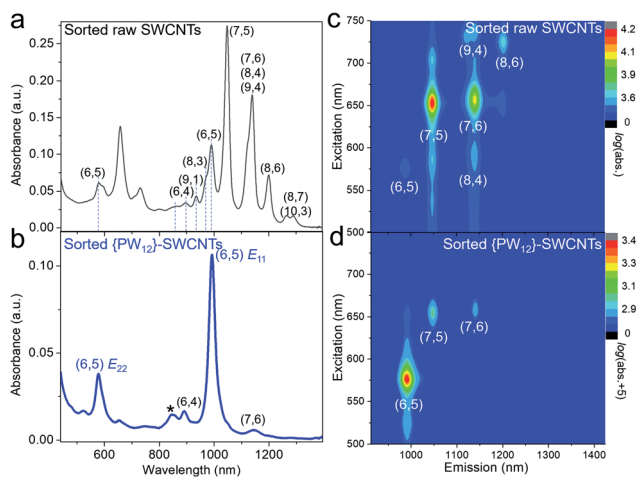 a
Sorted raw SWCNTs
Absorbance (a.u.)
0.25
0.20
0.15
0.10
0.05
0.00
(7,5)
(7,6)
(8,4)
(9,4)
(6,5)
(6,5)
(8,3)
(9,1)
(6,4)
(8,6)
(8,7)
(10,3)
b
Sorted {PW12}-SWCNTs
Absorbance (a.u.)
0.10
0.05
0.00
(6,5) E11
(6,5) E22
*
(6,4)
(7,6)
600 800 1000 1200
Wavelength (nm)
c
Sorted raw SWCNTs
Excitation (nm)
750
700
650
600
550
500
(9,4)
(8,6)
(7,5)
(7,6)
(6,5)
(8,4)
4.2
4.1
3.6
0
log(abs.)
d
Sorted {PW12}-SWCNTs
Excitation (nm)
700
650
600
550
500
(7,5)
(7,6)
(6,5)
3.4
3.3
2.9
0
log(abs.+5)
1000 1100 1200 1300 1400
Emission (nm)